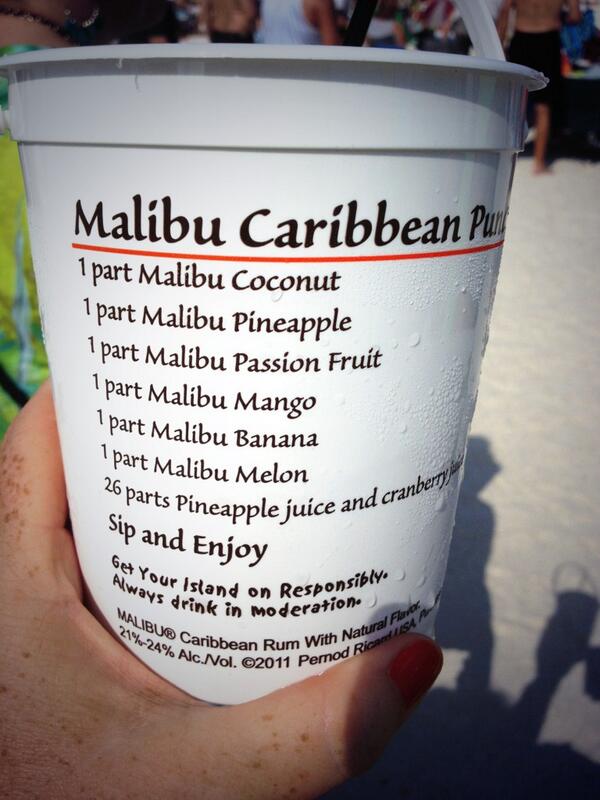 Malibu Caribbean
1 part Malibu Coconut
1 part Malibu Pineapple
1 part Malibu Passion Fruit
1 part Malibu Mango
1 part Malibu Banana
1 part Malibu Melon
26 parts Pineapple juice and cranberry juice
Sip and Enjoy
Get Your Island on Responsibly.
Always drink in moderation.
MALIBU® Caribbean Rum With Natural Flavor.
21%-24% Alc./Vol. ©2011 Pernod Ricard USA,